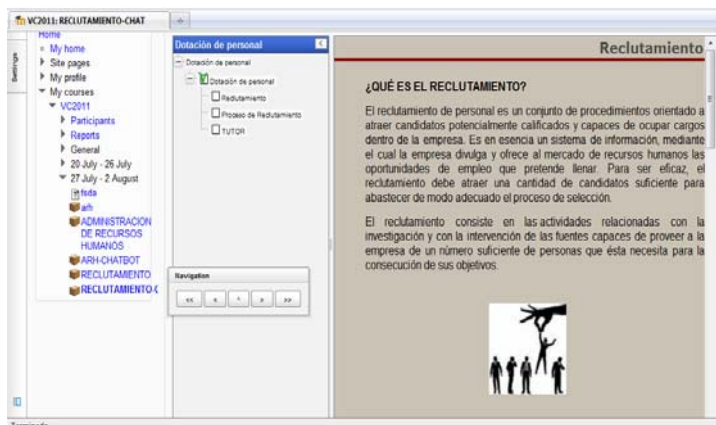 VC2011: RECLUTAMIENTO-CHAT
Settings
Home
My home
Site pages
My profile
My courses
VC2011
Participants
Reports
General
20 July - 26 July
27 July - 2 August
fsda
arh
ADMINISTRACION
DE RECURSOS
HUMANOS
ARH-CHATBOT
RECLUTAMIENTO
RECLUTAMIENTO-C
Dotación de personal
Dotación de personal
Dotación de personal
Reclutamiento
Proceso de Reclutamiento
TUTOR
Navigation
<< < ^ > >>
Reclutamiento
¿QUÉ ES EL RECLUTAMIENTO?
El reclutamiento de personal es un conjunto de procedimientos orientado a
atraer candidatos potencialmente calificados y capaces de ocupar cargos
dentro de la empresa. Es en esencia un sistema de información, mediante
el cual la empresa divulga y ofrece al mercado de recursos humanos las
oportunidades de empleo que pretende llenar. Para ser eficaz, el
reclutamiento debe atraer una cantidad de candidatos suficiente para
abastecer de modo adecuado el proceso de selección.
El reclutamiento consiste en las actividades relacionadas con la
investigación y con la intervención de las fuentes capaces de proveer a la
empresa de un número suficiente de personas que ésta necesita para la
consecución de sus objetivos.